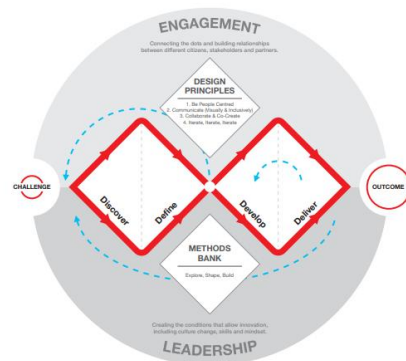 ENGAGEMENT
Connecting the dots and building relationships
between different citizens, stakeholders and partners.
DESIGN
PRINCIPLES
1. Be People Centred
2. Communicate (Visually & Inclusively)
3. Collaborate & Co-Create
4. Iterate, Iterate, Iterate
CHALLENGE
Discover
Define
Develop
Deliver
OUTCOME
METHODS
BANK
Explore, Shape, Build
Creating the conditions that allow innovation,
including culture change, skills and mindset.
LEADERSHIP